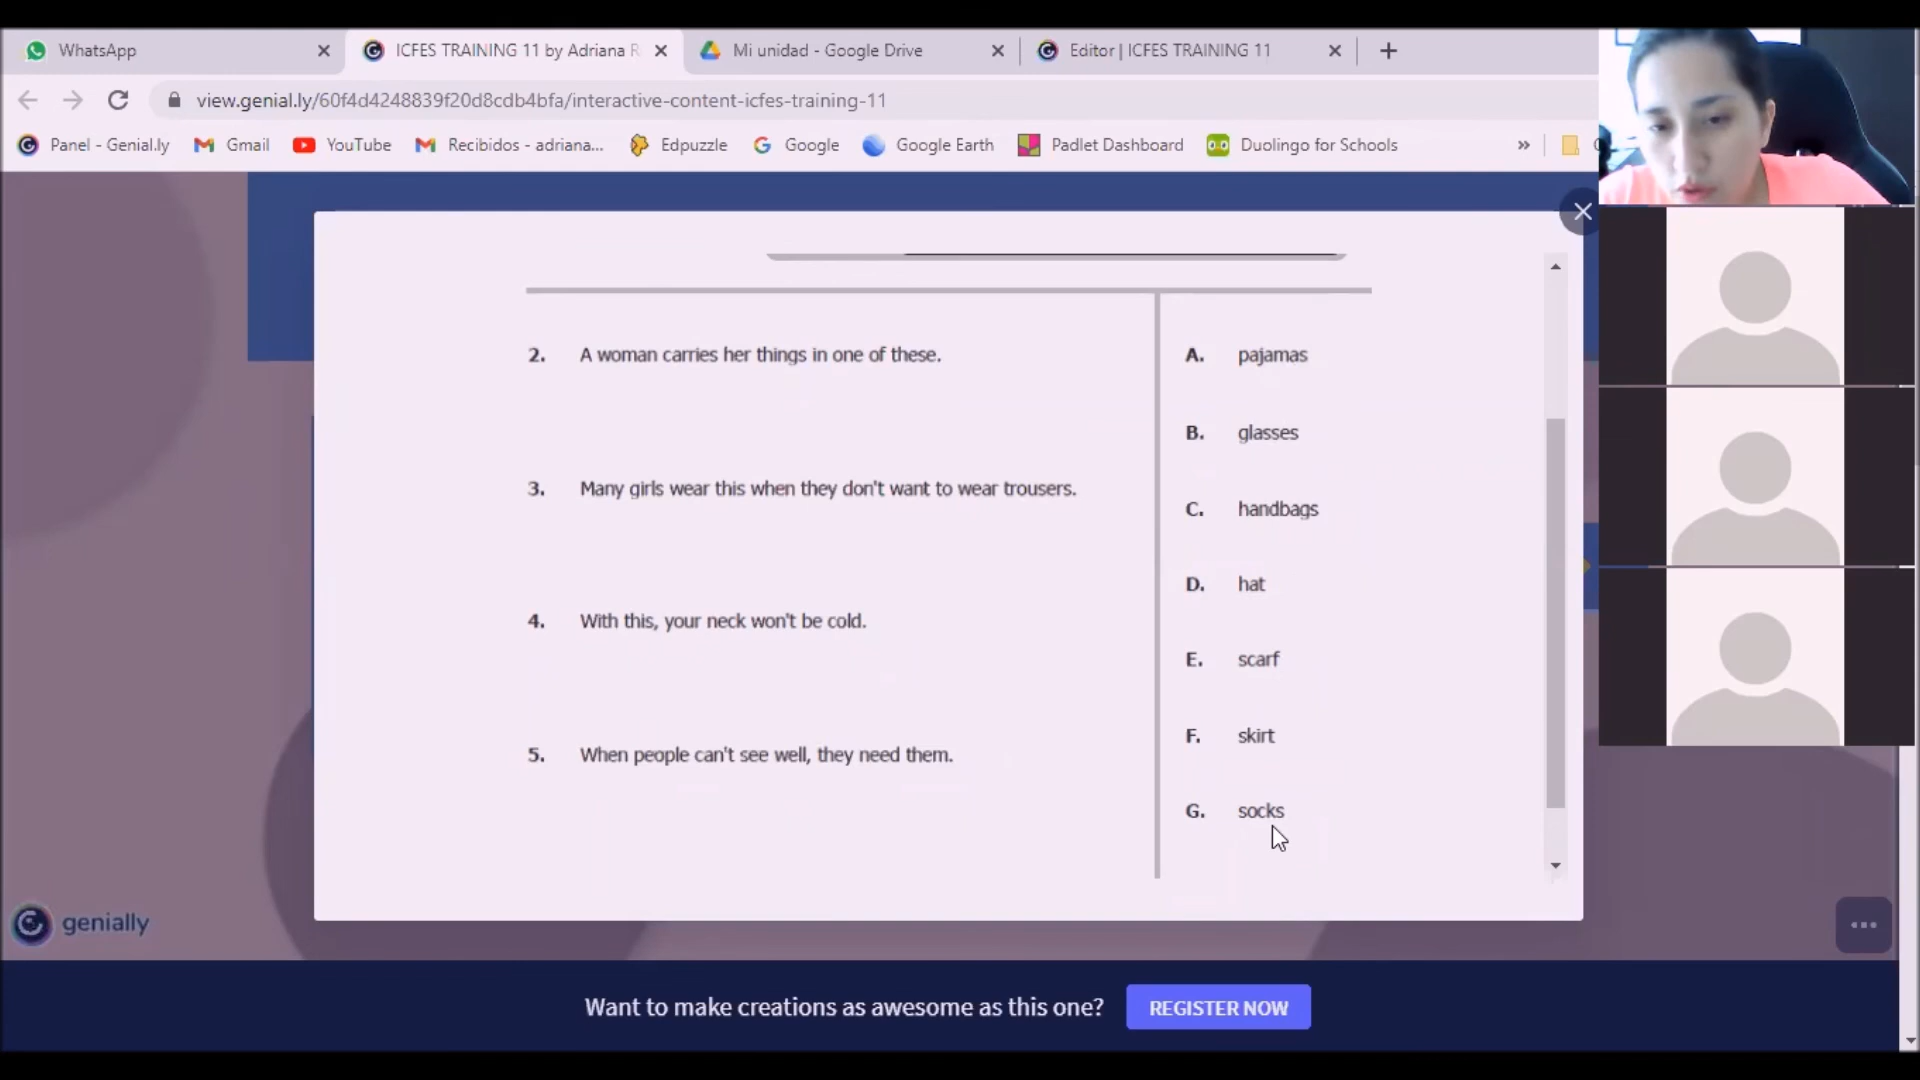 WhatsApp
ICFES TRAINING 11 by Adriana R
Mi unidad - Google Drive
Editor | ICFES TRAINING 11
view.genial.ly/60f4d4248839f20d8cdb4bfa/interactive-content-icfes-training-11
Panel - Genial.ly
Gmail
YouTube
Recibidos - adriana...
Edpuzzle
Google
Google Earth
Padlet Dashboard
Duolingo for Schools
2. A woman carries her things in one of these.
3. Many girls wear this when they don't want to wear trousers.
4. With this, your neck won't be cold.
5. When people can't see well, they need them.
A. pajamas
B. glasses
C. handbags
D. hat
E. scarf
F. skirt
G. socks
genially
Want to make creations as awesome as this one?
REGISTER NOW